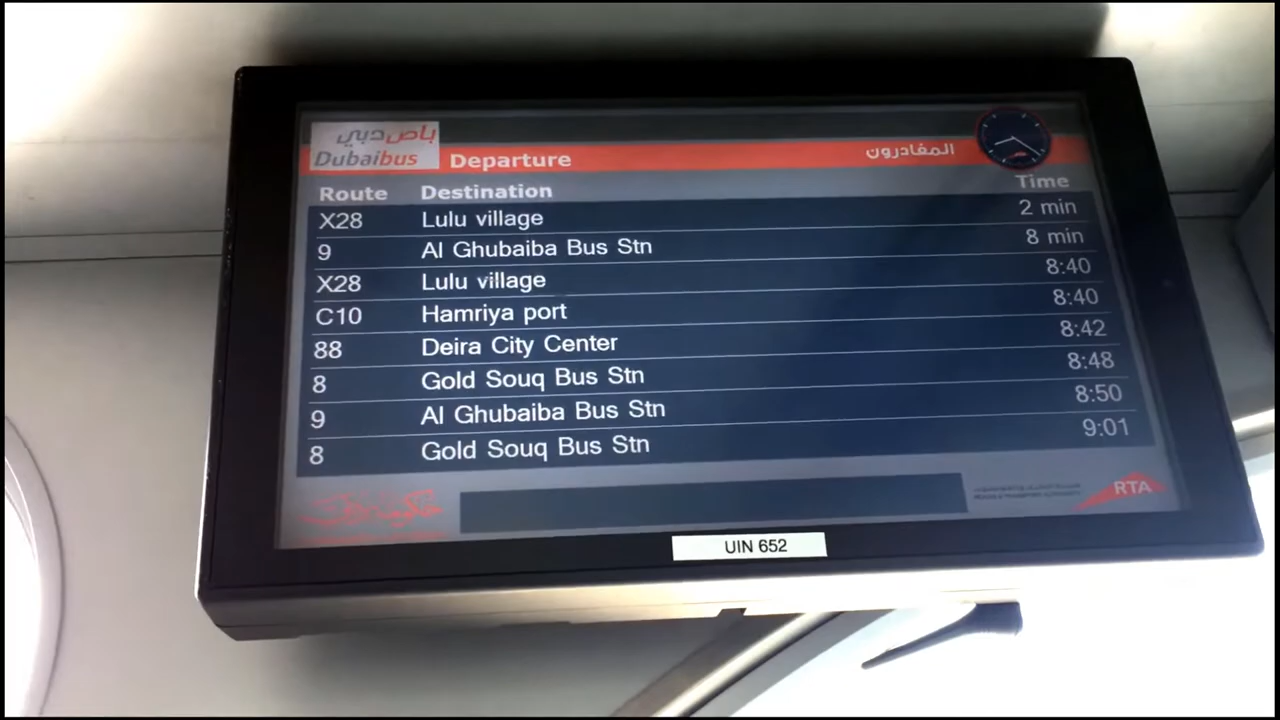 باص دبي
Dubaibus
Departure
المغادرون
Route Destination Time
X28 Lulu village 2 min
9 Al Ghubaiba Bus Stn 8 min
X28 Lulu village 8:40
C10 Hamriya port 8:40
88 Deira City Center 8:42
8 Gold Souq Bus Stn 8:48
9 Al Ghubaiba Bus Stn 8:50
8 Gold Souq Bus Stn 9:01
ROADS & TRANSPORT AUTHORITY
RTA
UIN 652